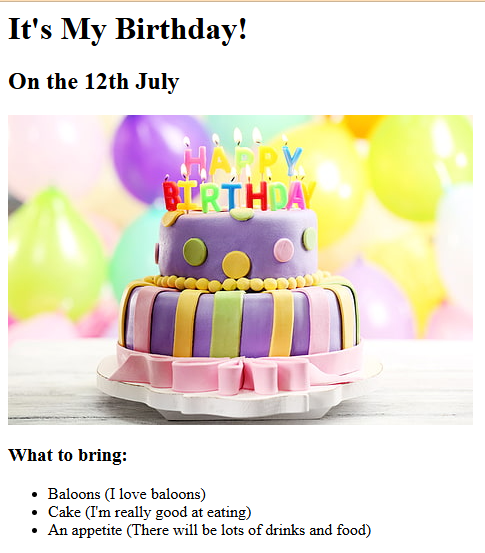 It's My Birthday!
On the 12th July
HAPPY
BIRTHDAY
What to bring:
Baloons (I love baloons)
Cake (I'm really good at eating)
An appetite (There will be lots of drinks and food)